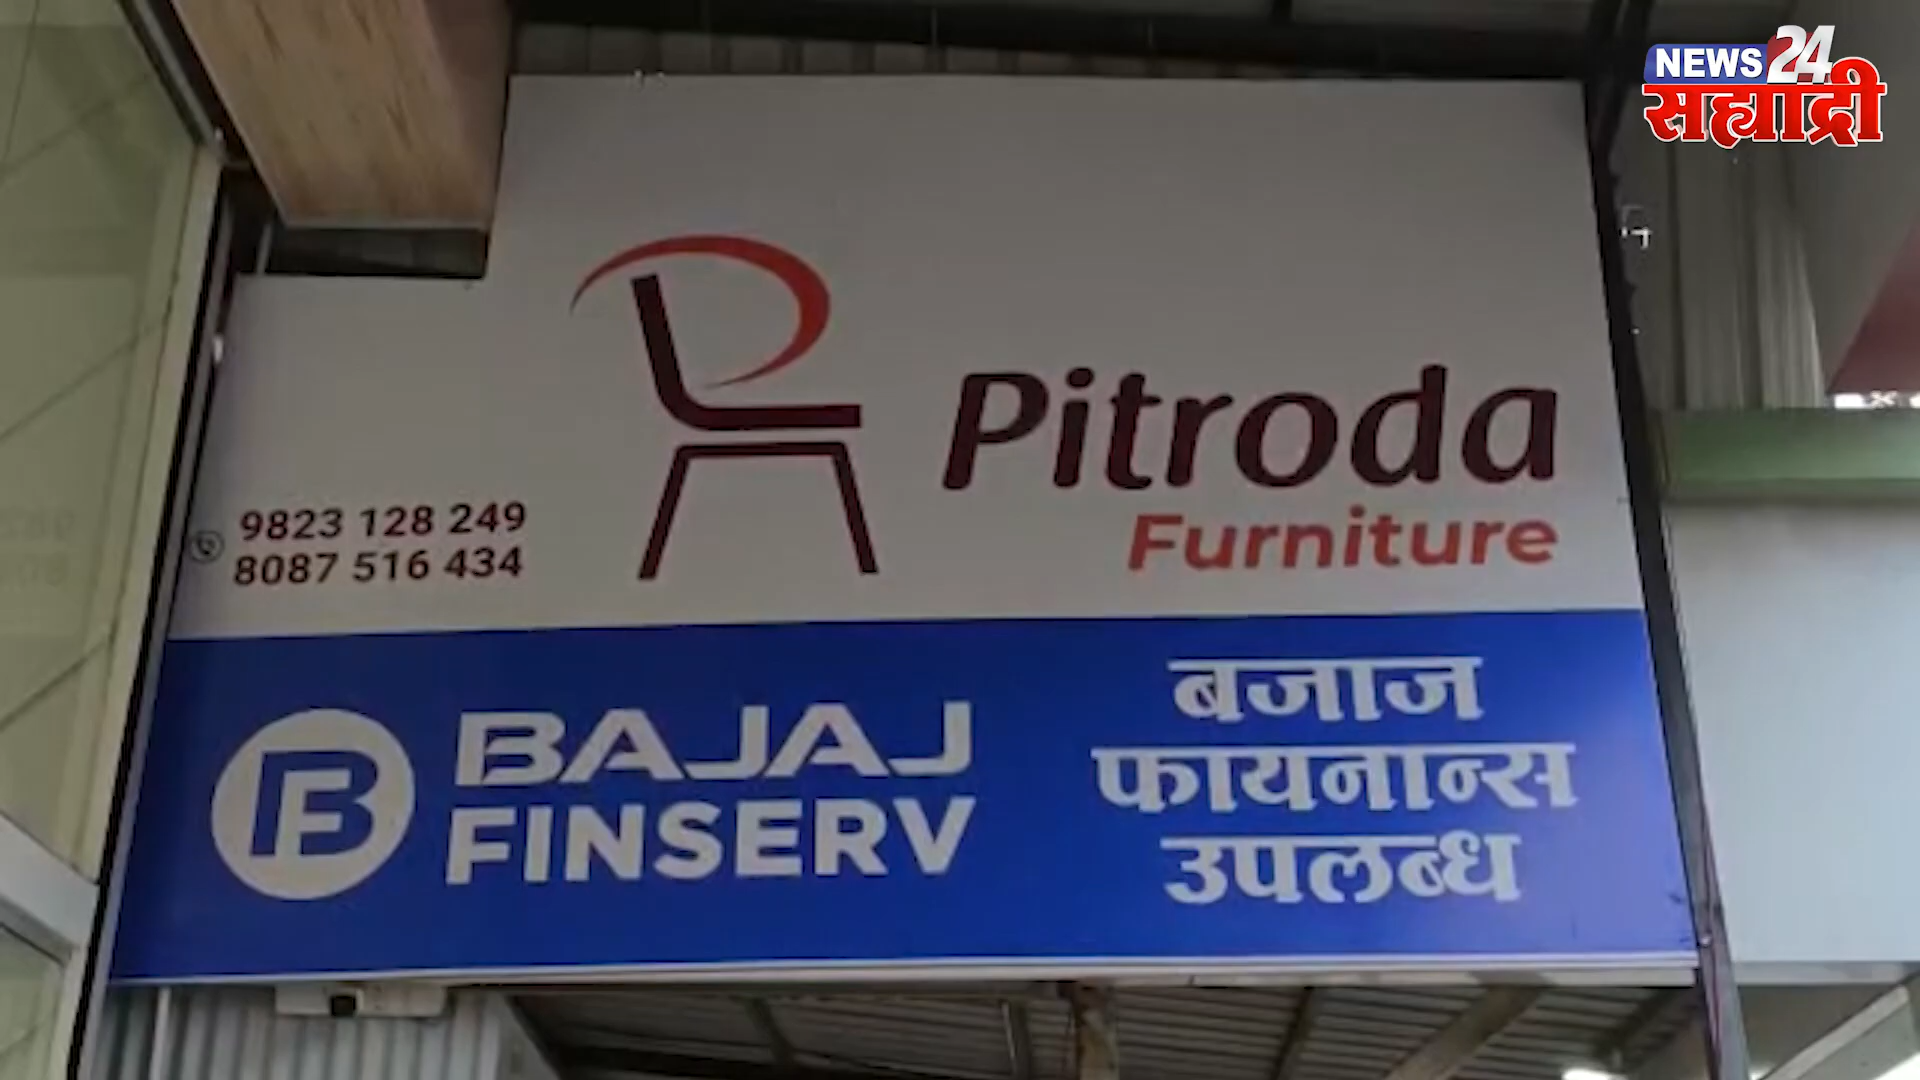 NEWS 24
सह्याद्री
Pitroda
Furniture
9823 128 249
8087 516 434
BAJAJ
FINSERV
बजाज
फायनान्स
उपलब्ध